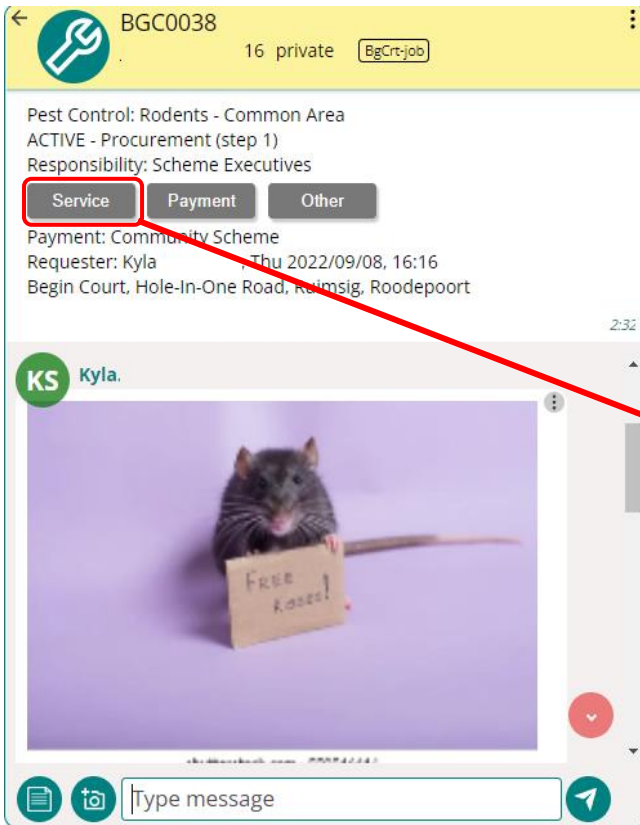 BGC0038
16 private BgCrt-job
Pest Control: Rodents - Common Area
ACTIVE - Procurement (step 1)
Responsibility: Scheme Executives
Service Payment Other
Payment: Community Scheme
Requester: Kyla , Thu 2022/09/08, 16:16
Begin Court, Hole-In-One Road, Ruimsig, Roodepoort
2:32
KS Kyla.
FREE
Type message